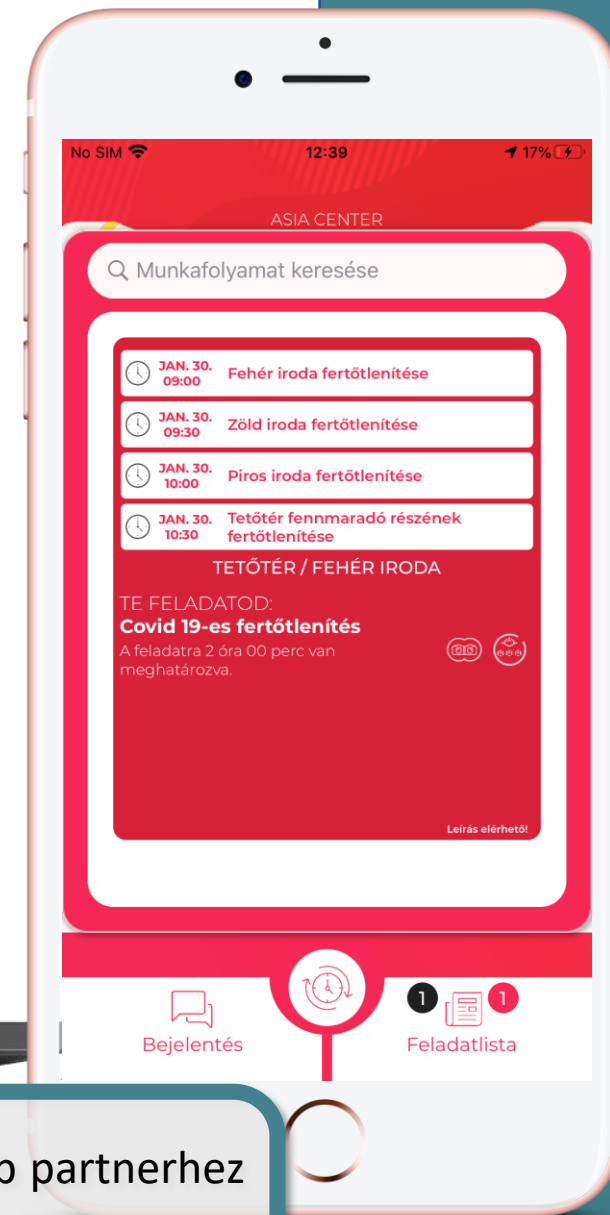 No SIM 12:39 17%
ASIA CENTER
Munkafolyamat keresése
JAN. 30.
09:00
Fehér iroda fertőtlenítése
JAN. 30.
09:30
Zöld iroda fertőtlenítése
JAN. 30.
10:00
Piros iroda fertőtlenítése
JAN. 30.
10:30
Tetőtér fennmaradó részének
fertőtlenítése
TETŐTÉR / FEHÉR IRODA
TE FELADATOD:
Covid 19-es fertőtlenítés
A feladatra 2 óra 00 perc van
meghatározva.
Leírás elérhető!
1 1
Bejelentés Feladatlista
partnerhez